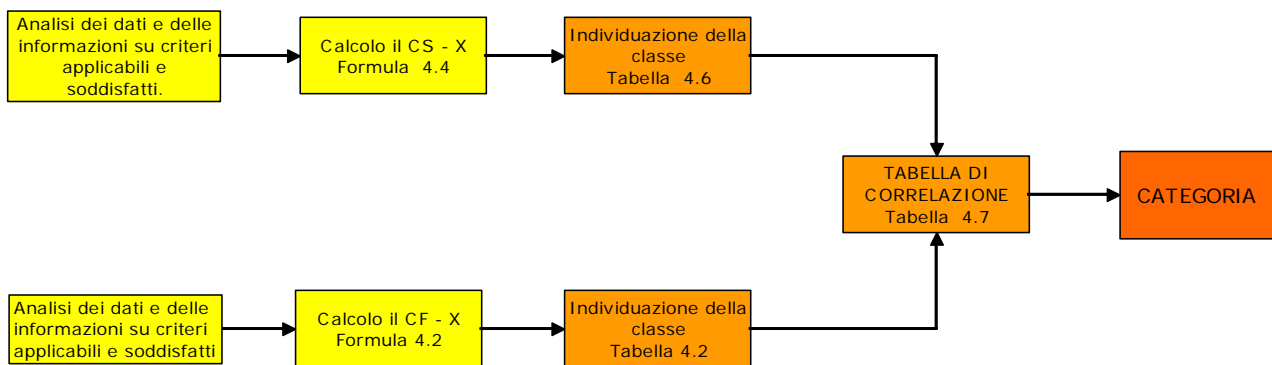 Analisi dei dati e delle
informazioni su criteri
applicabili e
soddisfatti.
Calcolo il CS - X
Formula 4.4
Individuazione della
classe
Tabella 4.6
TABELLA DI
CORRELAZIONE
Tabella 4.7
CATEGORIA
Analisi dei dati e delle
informazioni su criteri
applicabili e soddisfatti
Calcolo il CF - X
Formula 4.2
Individuazione della
classe
Tabella 4.2